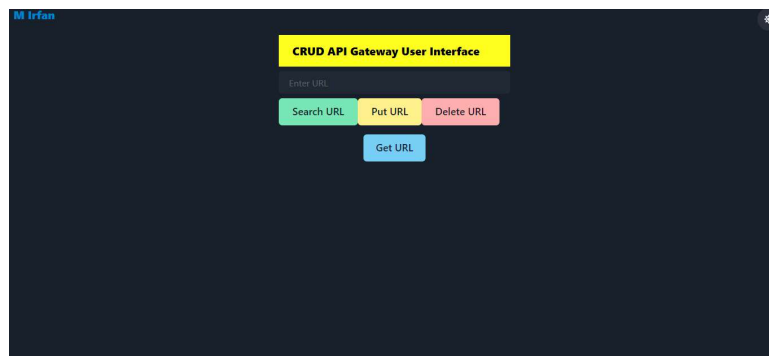 M Irfan
CRUD API Gateway User Interface
Enter URL
Search URL Put URL Delete URL
Get URL